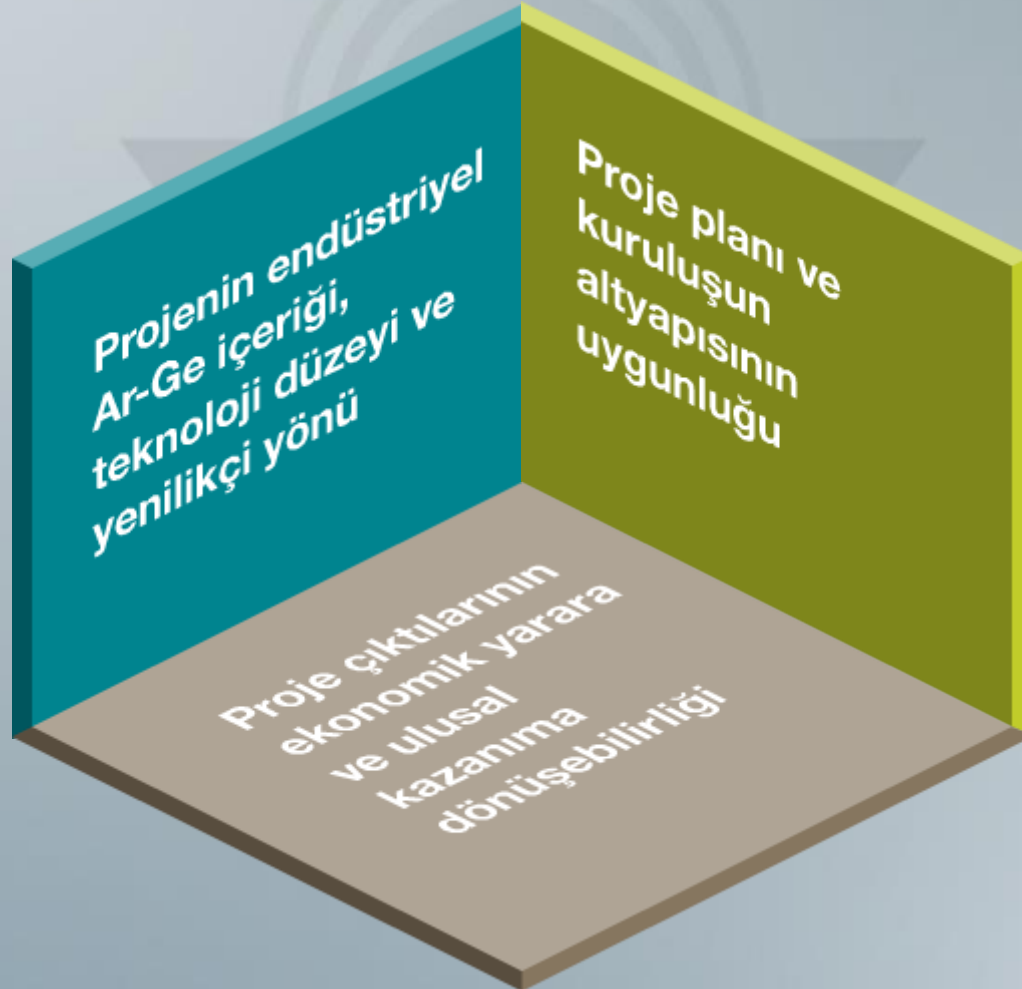 Projenin endüstriyel
Ar-Ge içeriği,
teknoloji düzeyi ve
yenilikçi yönü
Proje planı ve
kuruluşun
altyapısının
uygunluğu
Proje çıktılarının
ekonomik yarara
ve ulusal
kazanıma
dönüşebilirliği